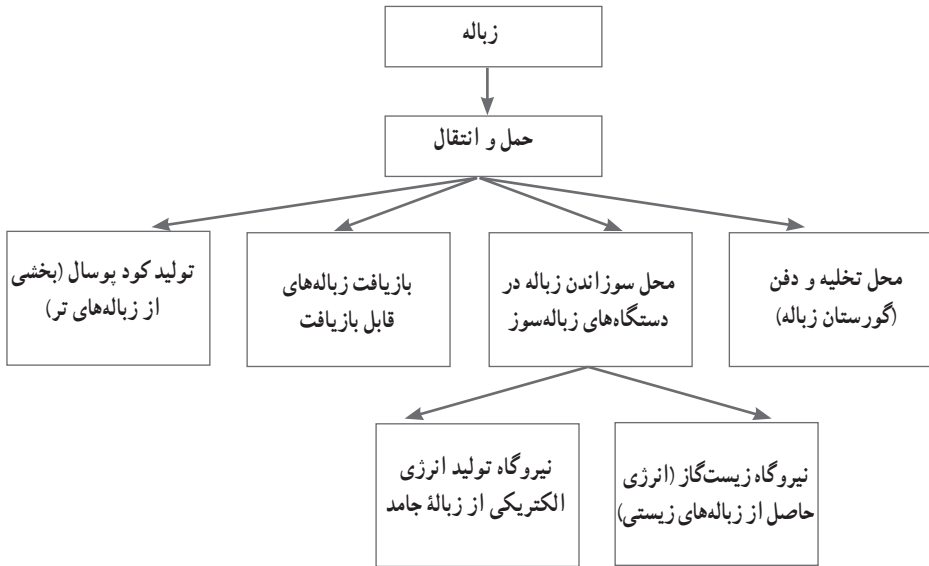 زباله
حمل و انتقال
محل تخلیه و دفن
(گورستان زباله)
محل سوزاندن زباله در
دستگاه‌های زباله‌سوز
بازیافت زباله‌های
قابل بازیافت
تولید کود پوسال (بخشی
از زباله‌های تر)
نیروگاه زیست‌گاز (انرژی
حاصل از زباله‌های زیستی)
نیروگاه تولید انرژی
الکتریکی از زبالهٔ جامد